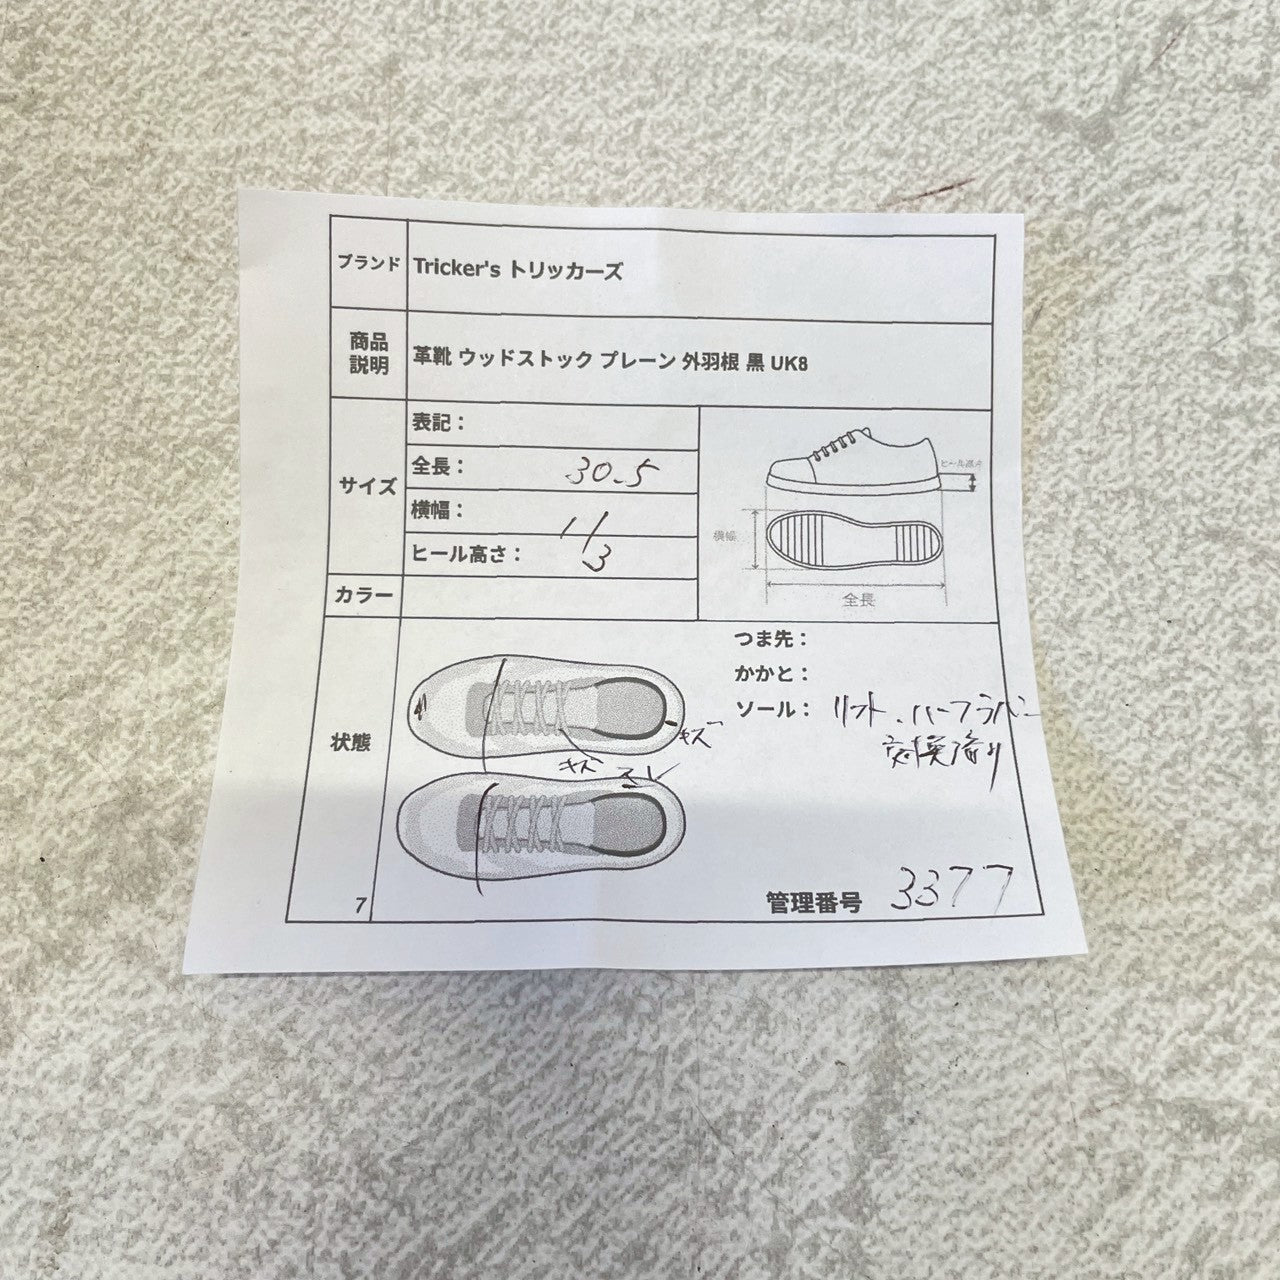 ブランド Tricker's トリッカーズ
商品説明 革靴 ウッドストック プレーン 外羽根 黒 UK8
サイズ
表記：
全長： 30.5
横幅： 11
ヒール高さ： 3
ヒール高さ
横幅
全長
カラー
状態
つま先：
かかと：
ソール： リフト、ハーフラバー
交換有り
キズ
キズ
スレ
7
管理番号 3377